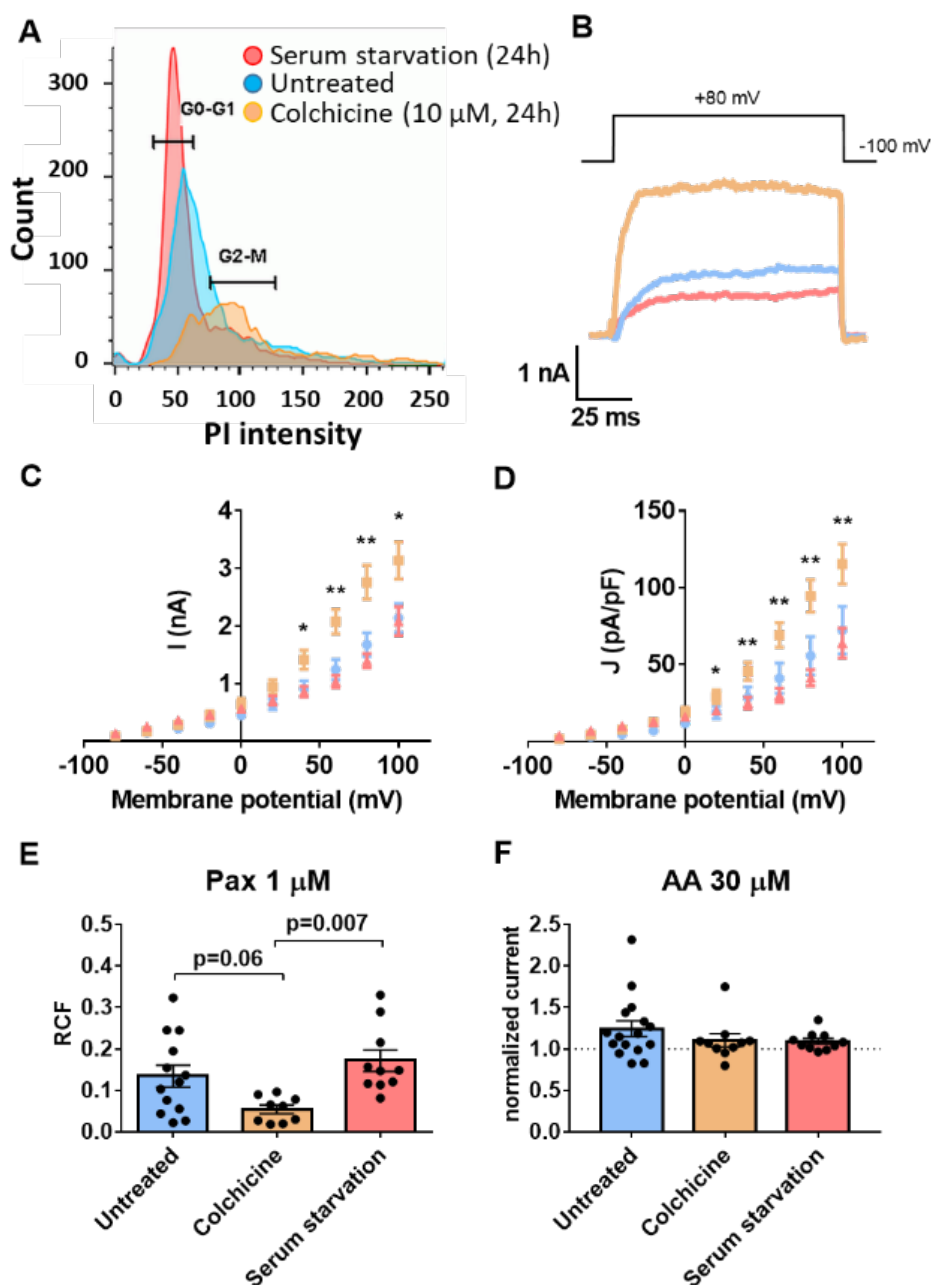 A
Serum starvation (24h)
Untreated
Colchicine (10 µM, 24h)
G0-G1
G2-M
300
200
100
0
Count
0 50 100 150 200 250
PI intensity
B
+80 mV
-100 mV
1 nA
25 ms
C
4
3
2
1
I (nA)
* ** ** *
-100 -50 0 50 100
Membrane potential (mV)
D
150
100
50
J (pA/pF)
* ** ** ** **
-100 -50 0 50 100
Membrane potential (mV)
E
Pax 1 µM
0.5
0.4
0.3
0.2
0.1
0.0
RCF
p=0.06
p=0.007
Untreated
Colchicine
Serum starvation
F
AA 30 µM
2.5
2.0
1.5
1.0
0.5
0.0
normalized current
Untreated
Colchicine
Serum starvation